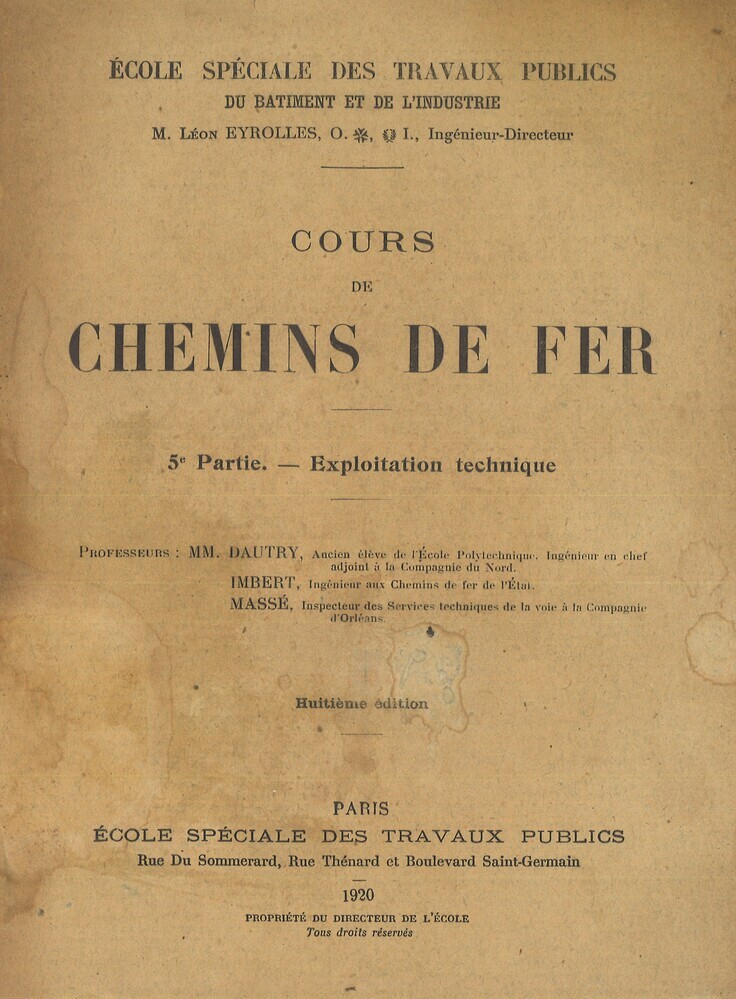 ÉCOLE SPÉCIALE DES TRAVAUX PUBLICS
DU BATIMENT ET DE L'INDUSTRIE
M. Léon EYROLLES, O. ✻, I., Ingénieur-Directeur
COURS
DE
CHEMINS DE FER
5e Partie. — Exploitation technique
Professeurs : MM. DAUTRY, Ancien élève de l'École Polytechnique. Ingénieur en chef
adjoint à la Compagnie du Nord.
IMBERT, Ingénieur aux Chemins de fer de l'État.
MASSÉ, Inspecteur des Services techniques de la voie à la Compagnie
d'Orléans.
Huitième édition
PARIS
ÉCOLE SPÉCIALE DES TRAVAUX PUBLICS
Rue Du Sommerard, Rue Thénard et Boulevard Saint-Germain
1920
PROPRIÉTÉ DU DIRECTEUR DE L'ÉCOLE
Tous droits réservés